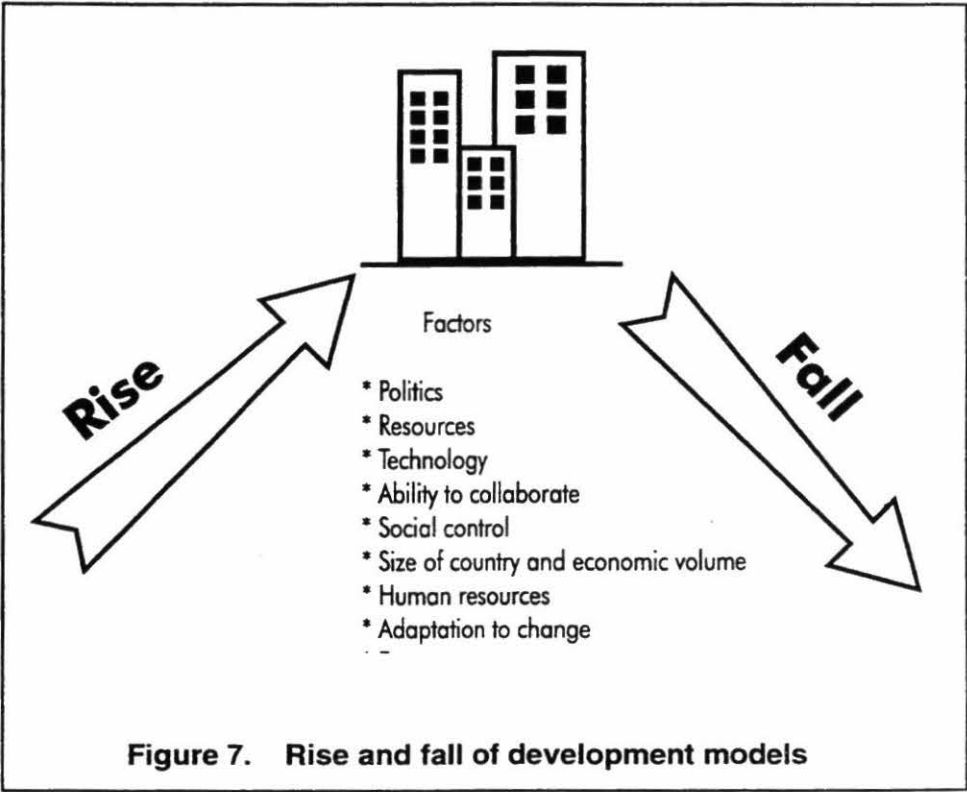 Rise
Fall
Factors
* Politics
* Resources
* Technology
* Ability to collaborate
* Social control
* Size of country and economic volume
* Human resources
* Adaptation to change
Figure 7. Rise and fall of development models